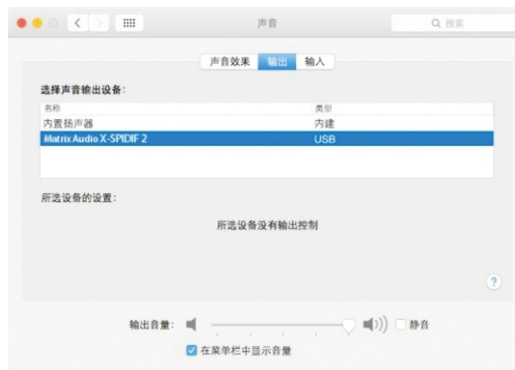 声音
搜索
声音效果 输出 输入
选择声音输出设备：
名称 类型
内置扬声器 内建
Matrix Audio X-SPIDIF 2 USB
所选设备的设置：
所选设备没有输出控制
?
输出音量： 静音
在菜单栏中显示音量